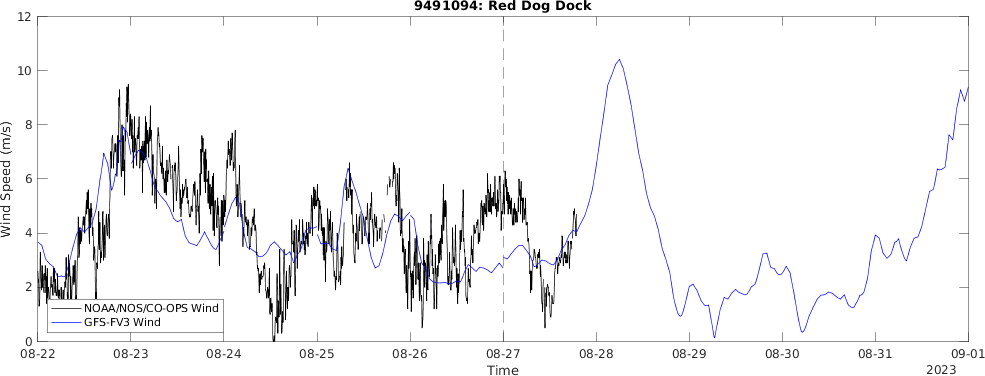 9491094: Red Dog Dock
12
10
8
6
4
2
0
Wind Speed (m/s)
NOAA/NOS/CO-OPS Wind
GFS-FV3 Wind
08-22 08-23 08-24 08-25 08-26 08-27 08-28 08-29 08-30 08-31 09-01
Time
2023